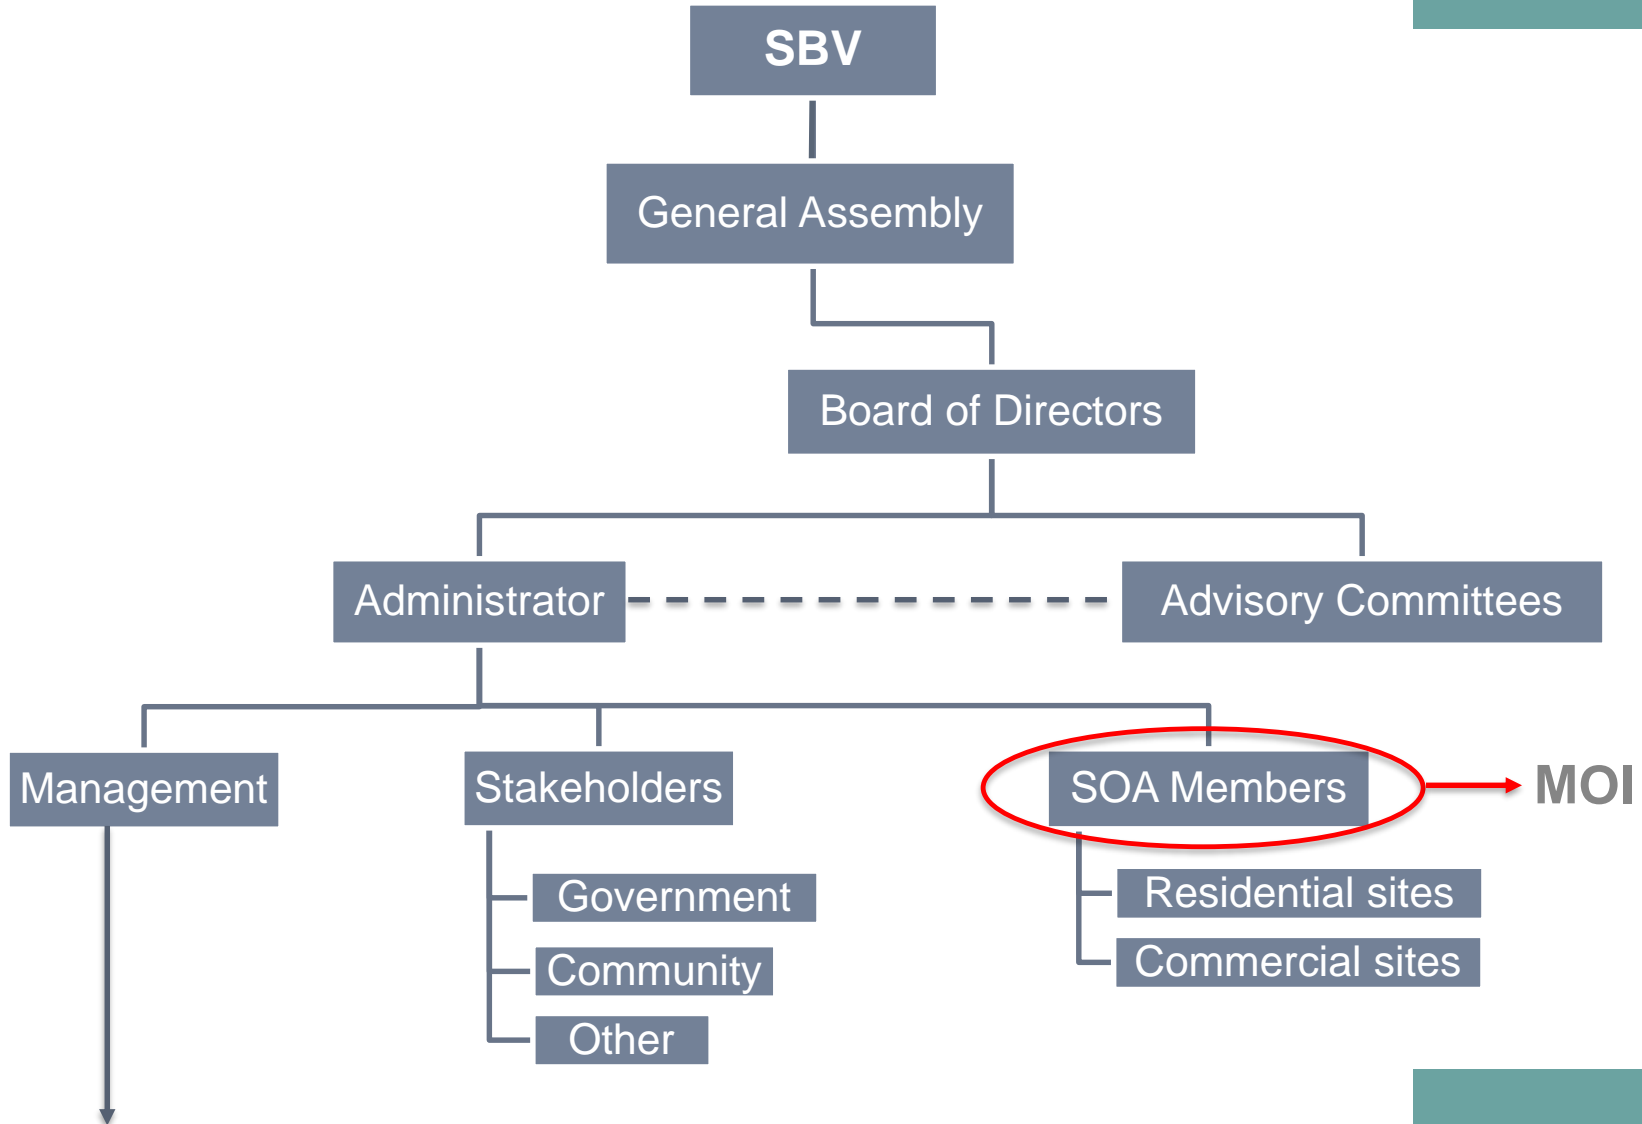 SBV
General Assembly
Board of Directors
Administrator
Advisory Committees
Management
Stakeholders
SOA Members
MOI
Government
Community
Other
Residential sites
Commercial sites